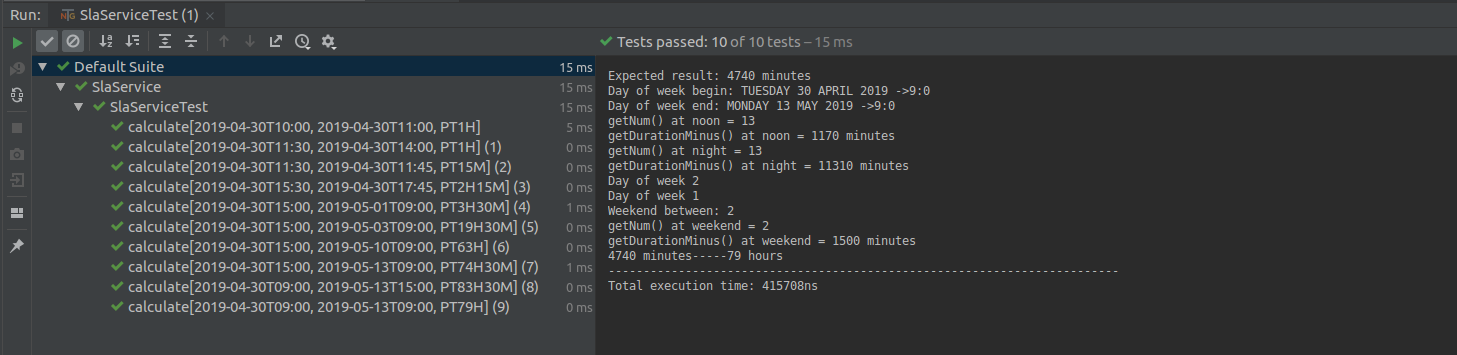 Run: SlaServiceTest (1) ×
Tests passed: 10 of 10 tests – 15 ms
Default Suite 15 ms
SlaService 15 ms
SlaServiceTest 15 ms
calculate[2019-04-30T10:00, 2019-04-30T11:00, PT1H] 5 ms
calculate[2019-04-30T11:30, 2019-04-30T14:00, PT1H] (1) 0 ms
calculate[2019-04-30T11:30, 2019-04-30T11:45, PT15M] (2) 0 ms
calculate[2019-04-30T15:30, 2019-04-30T17:45, PT2H15M] (3) 0 ms
calculate[2019-04-30T15:00, 2019-05-01T09:00, PT3H30M] (4) 1 ms
calculate[2019-04-30T15:00, 2019-05-03T09:00, PT19H30M] (5) 0 ms
calculate[2019-04-30T15:00, 2019-05-10T09:00, PT63H] (6) 0 ms
calculate[2019-04-30T15:00, 2019-05-13T09:00, PT74H30M] (7) 1 ms
calculate[2019-04-30T09:00, 2019-05-13T15:00, PT83H30M] (8) 0 ms
calculate[2019-04-30T09:00, 2019-05-13T09:00, PT79H] (9) 0 ms
Expected result: 4740 minutes
Day of week begin: TUESDAY 30 APRIL 2019 ->9:0
Day of week end: MONDAY 13 MAY 2019 ->9:0
getNum() at noon = 13
getDurationMinus() at noon = 1170 minutes
getNum() at night = 13
getDurationMinus() at night = 11310 minutes
Day of week 2
Day of week 1
Weekend between: 2
getNum() at weekend = 2
getDurationMinus() at weekend = 1500 minutes
4740 minutes-----79 hours
-------------------------------------------------------------------------
Total execution time: 415708ns